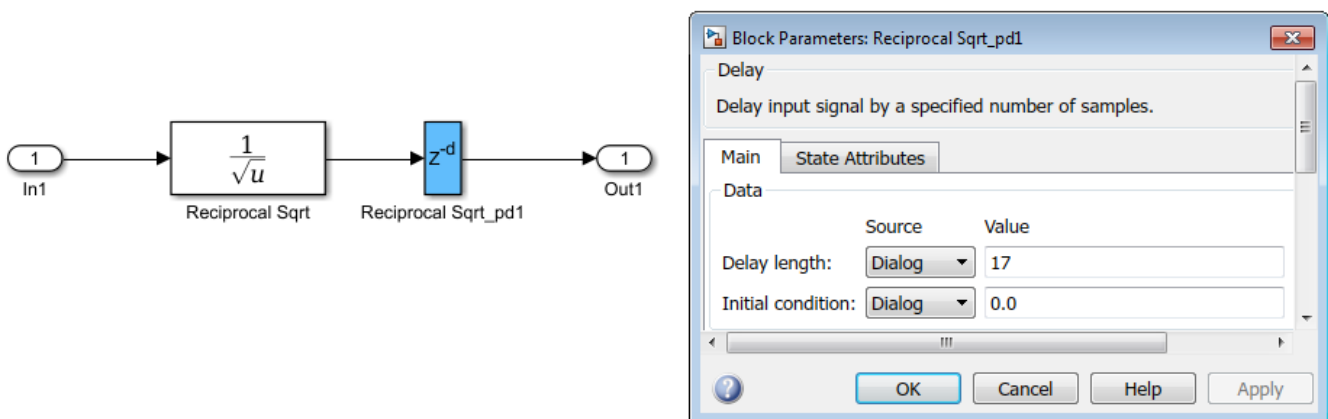 1
In1
1
√u
Reciprocal Sqrt
z-d
Reciprocal Sqrt_pd1
1
Out1
Block Parameters: Reciprocal Sqrt_pd1
Delay
Delay input signal by a specified number of samples.
Main State Attributes
Data
Source Value
Delay length: Dialog 17
Initial condition: Dialog 0.0
? OK Cancel Help Apply